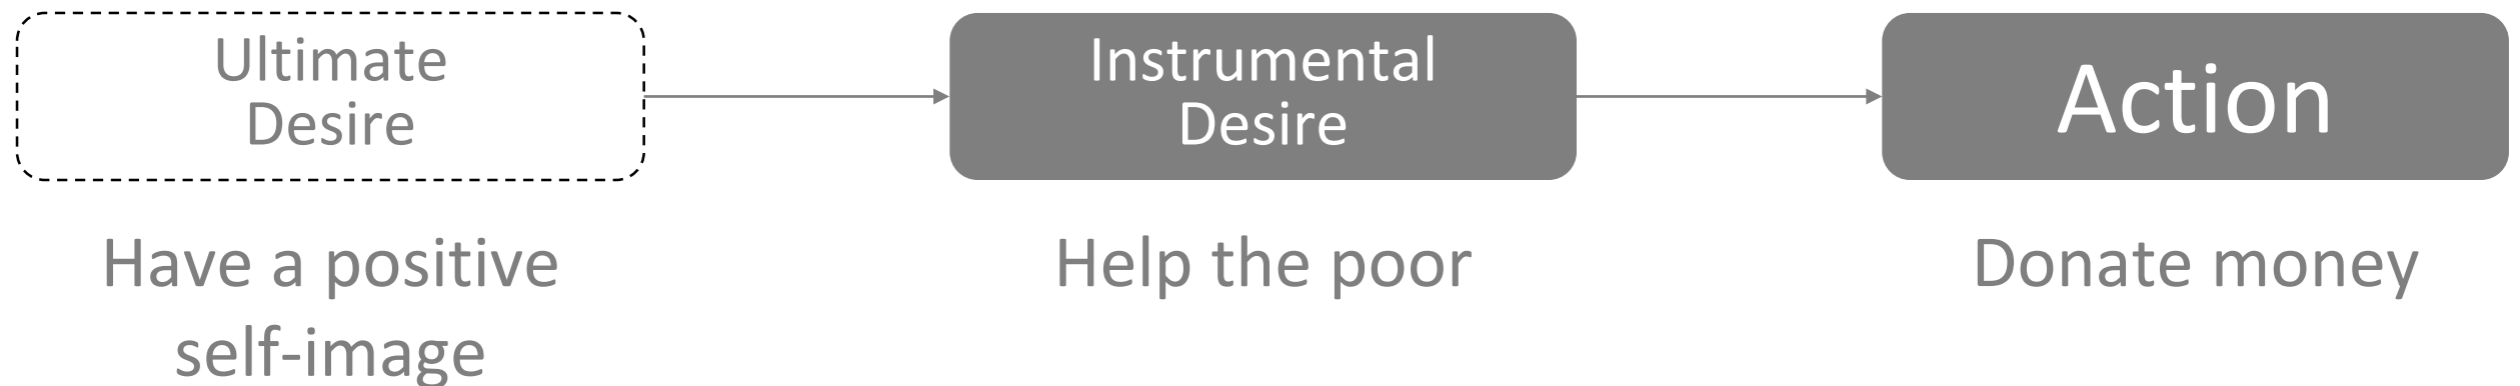 Ultimate
Desire
Instrumental
Desire
Action
Have a positive
self-image
Help the poor
Donate money